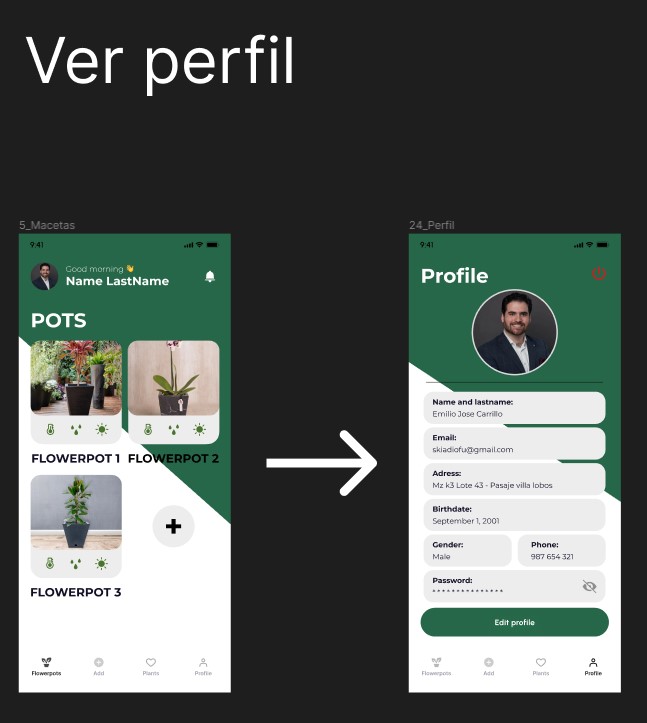 Ver perfil
5_Macetas
24_Perfil
9:41
Good morning 👋
Name LastName
POTS
FLOWERPOT 1
FLOWERPOT 2
FLOWERPOT 3
Flowerpots
Add
Plants
Profile
9:41
Profile
Name and lastname:
Emilio Jose Carrillo
Email:
skiadiofu@gmail.com
Adress:
Mz k3 Lote 43 - Pasaje villa lobos
Birthdate:
September 1, 2001
Gender:
Male
Phone:
987 654 321
Password:
***************
Edit profile
Flowerpots
Add
Plants
Profile